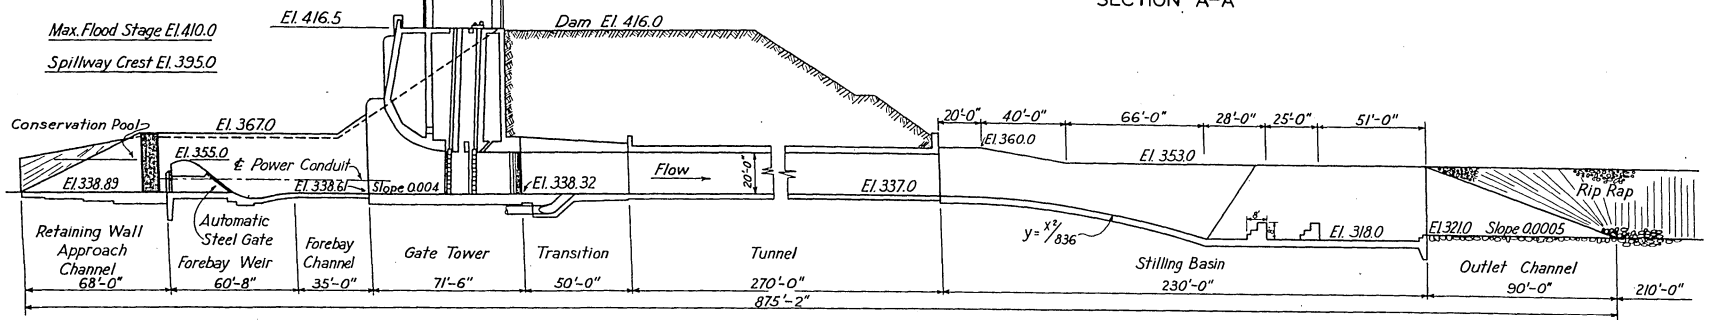 SECTION A-A
El. 416.5
Dam El. 416.0
Max. Flood Stage El. 410.0
Spillway Crest El. 395.0
20'-0" 40'-0" 66'-0" 28'-0" 25'-0" 51'-0"
Conservation Pool
El. 367.0
El. 360.0
El. 355.0
℄ Power Conduit
El. 353.0
El. 338.89
El. 338.61
Slope 0.004
El. 338.32
Flow
20'-0"
El. 337.0
Rip Rap
8'
y = x²/836
El. 318.0
El. 321.0 Slope 0.0005
Automatic
Steel Gate
Retaining Wall
Approach
Channel
68'-0"
Forebay Weir
60'-8"
Forebay
Channel
35'-0"
Gate Tower
71'-6"
Transition
50'-0"
Tunnel
270'-0"
Stilling Basin
230'-0"
Outlet Channel
90'-0"
210'-0"
875'-2"